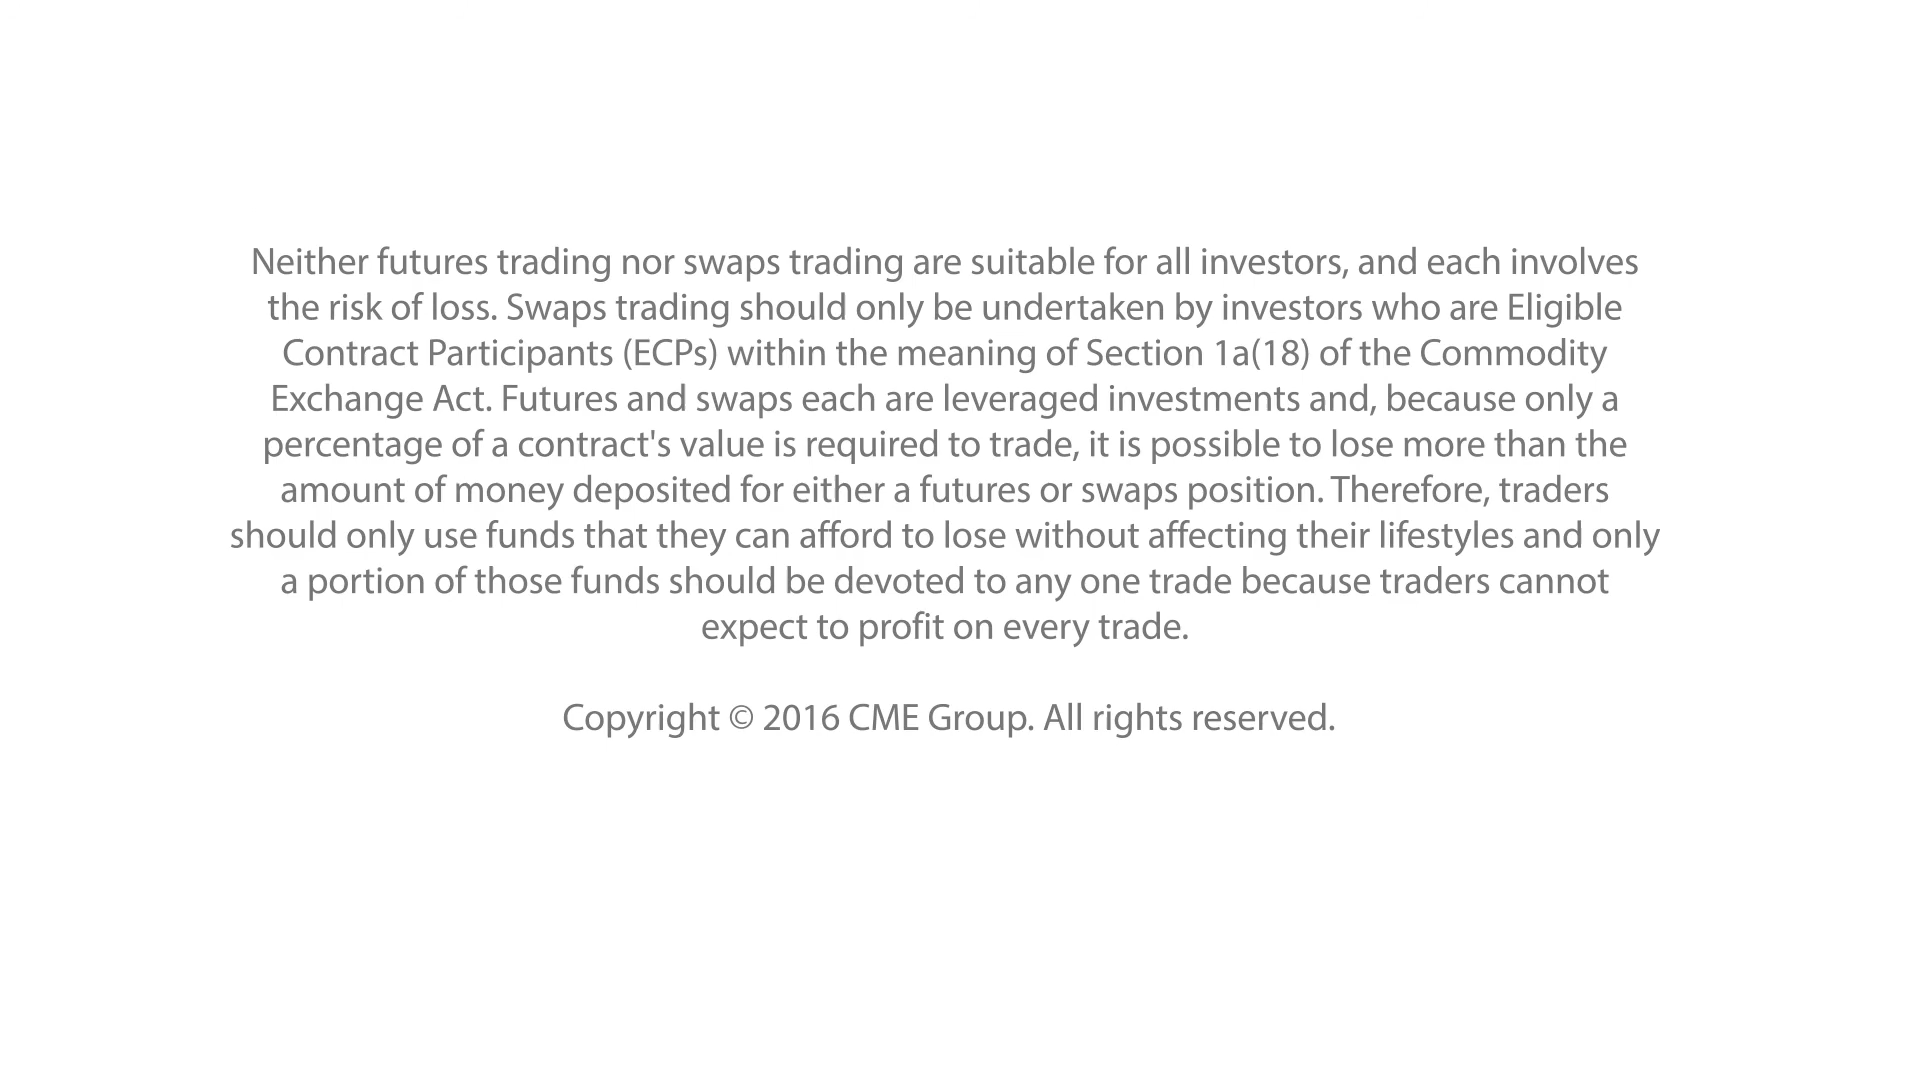 Neither futures trading nor swaps trading are suitable for all investors, and each involves
the risk of loss. Swaps trading should only be undertaken by investors who are Eligible
Contract Participants (ECPs) within the meaning of Section 1a(18) of the Commodity
Exchange Act. Futures and swaps each are leveraged investments and, because only a
percentage of a contract's value is required to trade, it is possible to lose more than the
amount of money deposited for either a futures or swaps position. Therefore, traders
should only use funds that they can afford to lose without affecting their lifestyles and only
a portion of those funds should be devoted to any one trade because traders cannot
expect to profit on every trade.
Copyright © 2016 CME Group. All rights reserved.